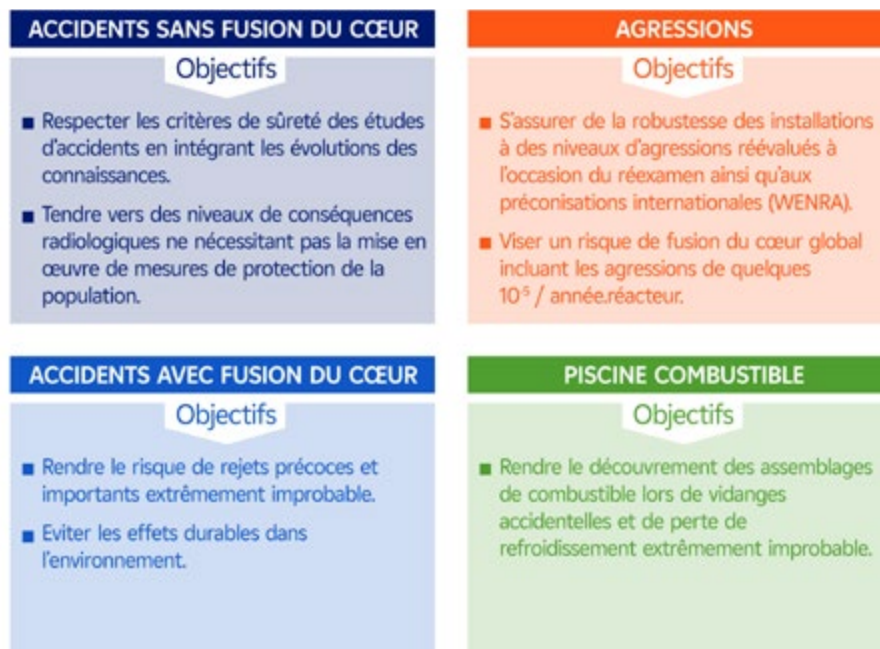 ACCIDENTS SANS FUSION DU CŒUR
Objectifs
■ Respecter les critères de sûreté des études
d'accidents en intégrant les évolutions des
connaissances.
■ Tendre vers des niveaux de conséquences
radiologiques ne nécessitant pas la mise en
œuvre de mesures de protection de la
population.
AGRESSIONS
Objectifs
■ S'assurer de la robustesse des installations
à des niveaux d'agressions réévalués à
l'occasion du réexamen ainsi qu'aux
préconisations internationales (WENRA).
■ Viser un risque de fusion du cœur global
incluant les agressions de quelques
10⁻⁵ / année.réacteur.
ACCIDENTS AVEC FUSION DU CŒUR
Objectifs
■ Rendre le risque de rejets précoces et
importants extrêmement improbable.
■ Eviter les effets durables dans
l'environnement.
PISCINE COMBUSTIBLE
Objectifs
■ Rendre le découvrement des assemblages
de combustible lors de vidanges
accidentelles et de perte de
refroidissement extrêmement improbable.